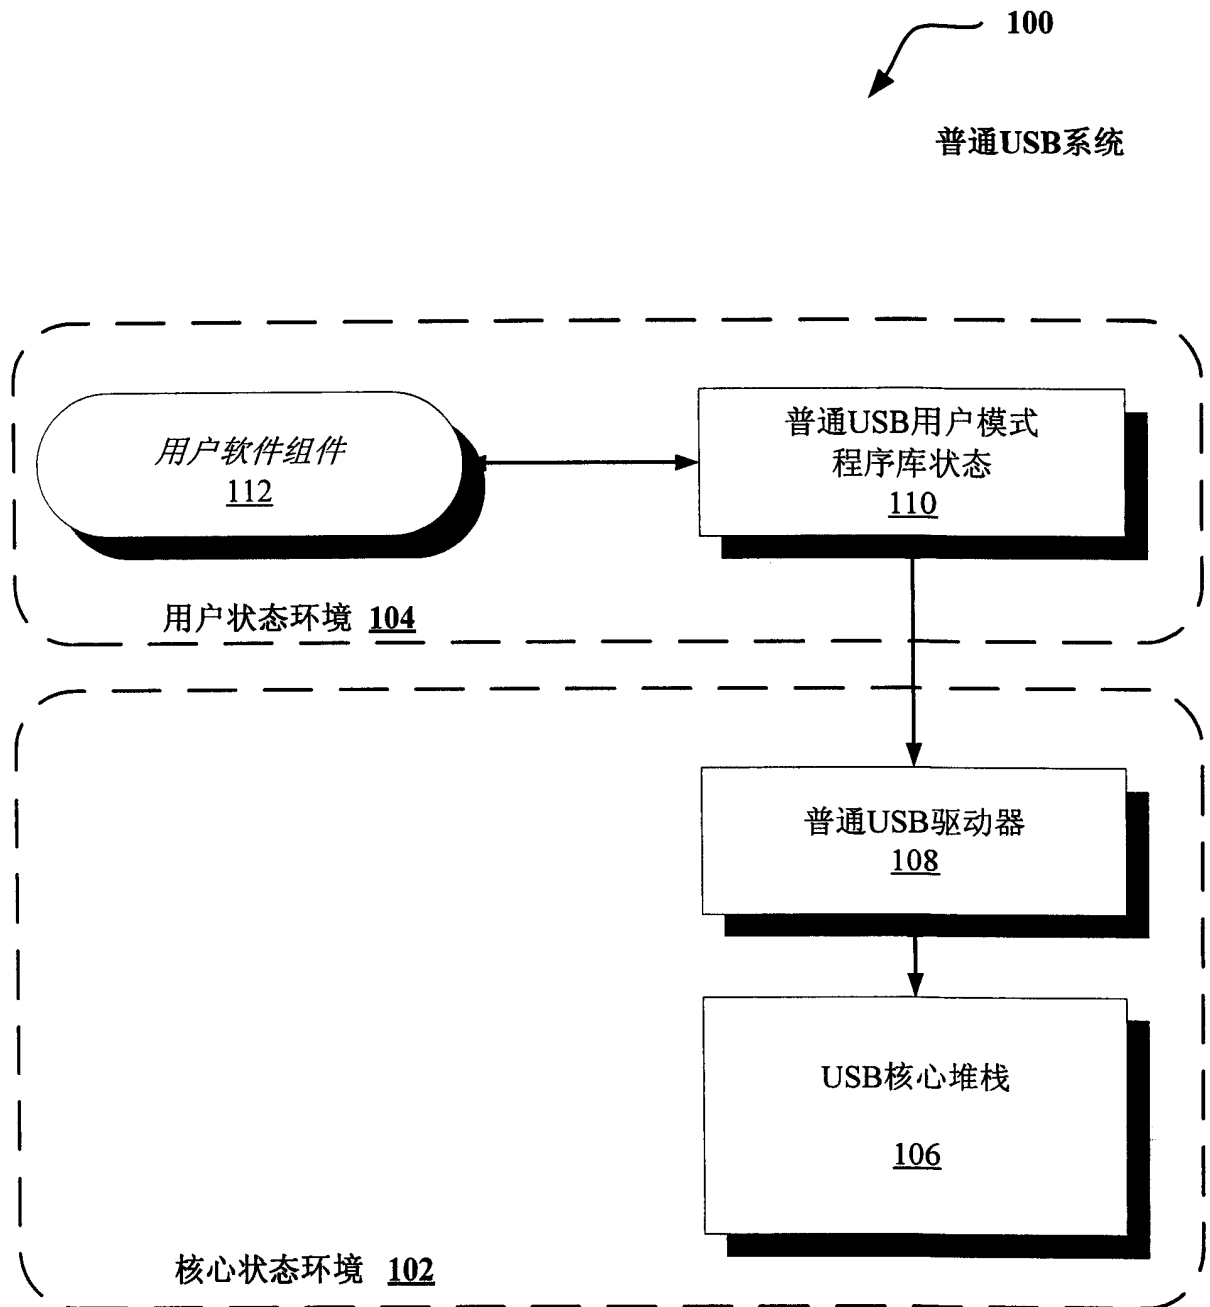 100
普通USB系统
用户软件组件
112
普通USB用户模式
程序库状态
110
用户状态环境 104
普通USB驱动器
108
USB核心堆栈
106
核心状态环境 102